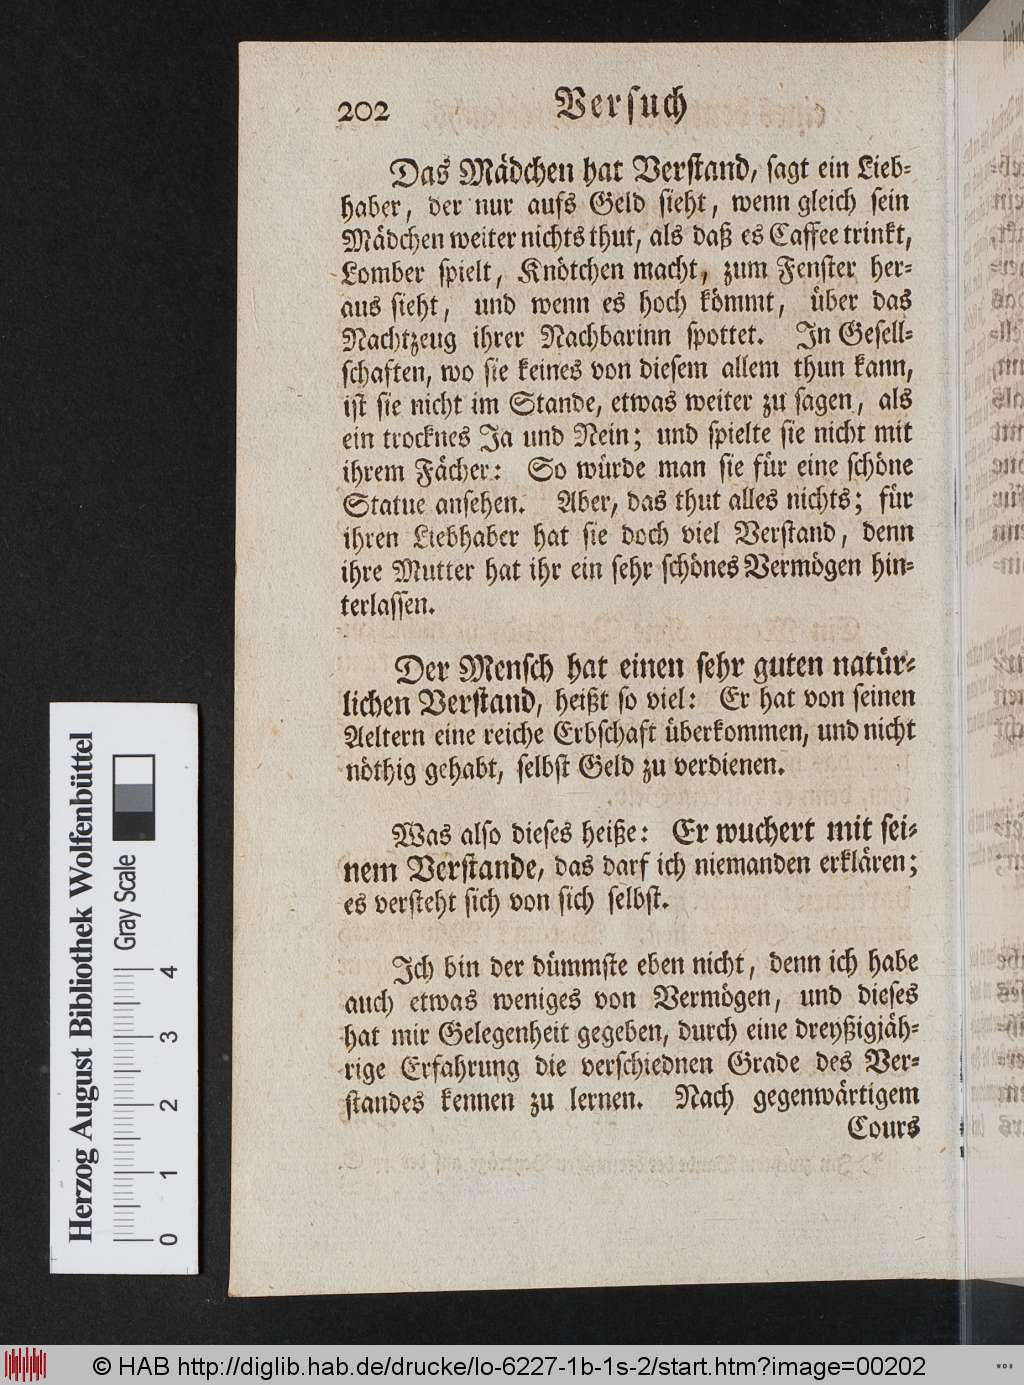 202 Versuch
Das Mädchen hat Verstand, sagt ein Lieb-
haber, der nur aufs Geld sieht, wenn gleich sein
Mädchen weiter nichts thut, als daß es Caffee trinkt,
Lomber spielt, Knötchen macht, zum Fenster her-
aus sieht, und wenn es hoch kömmt, über das
Nachtzeug ihrer Nachbarinn spottet. In Gesell-
schaften, wo sie keines von diesem allem thun kann,
ist sie nicht im Stande, etwas weiter zu sagen, als
ein trocknes Ja und Nein; und spielte sie nicht mit
ihrem Fächer: So würde man sie für eine schöne
Statue ansehen. Aber, das thut alles nichts; für
ihren Liebhaber hat sie doch viel Verstand, denn
ihre Mutter hat ihr ein sehr schönes Vermögen hin-
terlassen.
Der Mensch hat einen sehr guten natür-
lichen Verstand, heißt so viel: Er hat von seinen
Aeltern eine reiche Erbschaft überkommen, und nicht
nöthig gehabt, selbst Geld zu verdienen.
Was also dieses heiße: Er wuchert mit sei-
nem Verstande, das darf ich niemanden erklären;
es versteht sich von sich selbst.
Ich bin der dümmste eben nicht, denn ich habe
auch etwas weniges von Vermögen, und dieses
hat mir Gelegenheit gegeben, durch eine dreyßigjäh-
rige Erfahrung die verschiednen Grade des Ver-
standes kennen zu lernen. Nach gegenwärtigem
Cours
Herzog August Bibliothek Wolfenbüttel
Gray Scale
0 1 2 3 4
© HAB http://diglib.hab.de/drucke/lo-6227-1b-1s-2/start.htm?image=00202